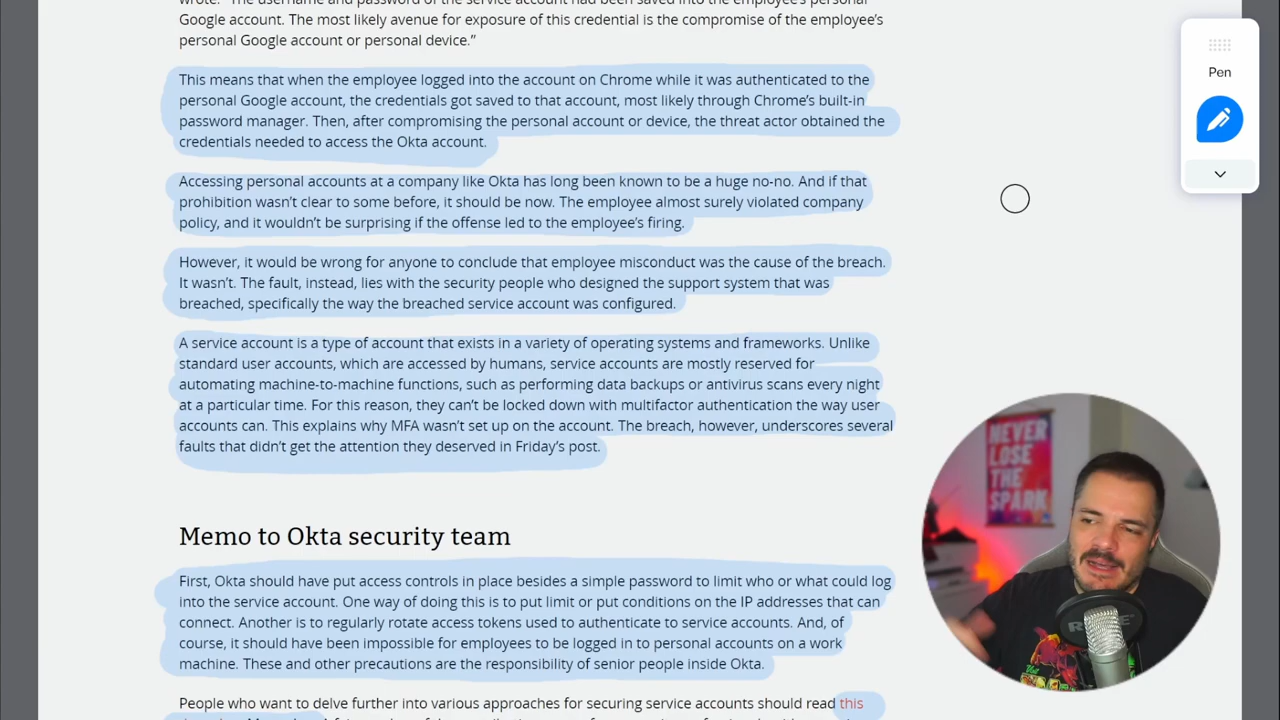 wrote. "The username and password of the service account had been saved into the employee's personal
Google account. The most likely avenue for exposure of this credential is the compromise of the employee's
personal Google account or personal device."
This means that when the employee logged into the account on Chrome while it was authenticated to the
personal Google account, the credentials got saved to that account, most likely through Chrome's built-in
password manager. Then, after compromising the personal account or device, the threat actor obtained the
credentials needed to access the Okta account.
Accessing personal accounts at a company like Okta has long been known to be a huge no-no. And if that
prohibition wasn't clear to some before, it should be now. The employee almost surely violated company
policy, and it wouldn't be surprising if the offense led to the employee's firing.
However, it would be wrong for anyone to conclude that employee misconduct was the cause of the breach.
It wasn't. The fault, instead, lies with the security people who designed the support system that was
breached, specifically the way the breached service account was configured.
A service account is a type of account that exists in a variety of operating systems and frameworks. Unlike
standard user accounts, which are accessed by humans, service accounts are mostly reserved for
automating machine-to-machine functions, such as performing data backups or antivirus scans every night
at a particular time. For this reason, they can't be locked down with multifactor authentication the way user
accounts can. This explains why MFA wasn't set up on the account. The breach, however, underscores several
faults that didn't get the attention they deserved in Friday's post.
Memo to Okta security team
First, Okta should have put access controls in place besides a simple password to limit who or what could log
into the service account. One way of doing this is to put limit or put conditions on the IP addresses that can
connect. Another is to regularly rotate access tokens used to authenticate to service accounts. And, of
course, it should have been impossible for employees to be logged in to personal accounts on a work
machine. These and other precautions are the responsibility of senior people inside Okta.
People who want to delve further into various approaches for securing service accounts should read this
Pen
NEVER
LOSE
THE
SPARK